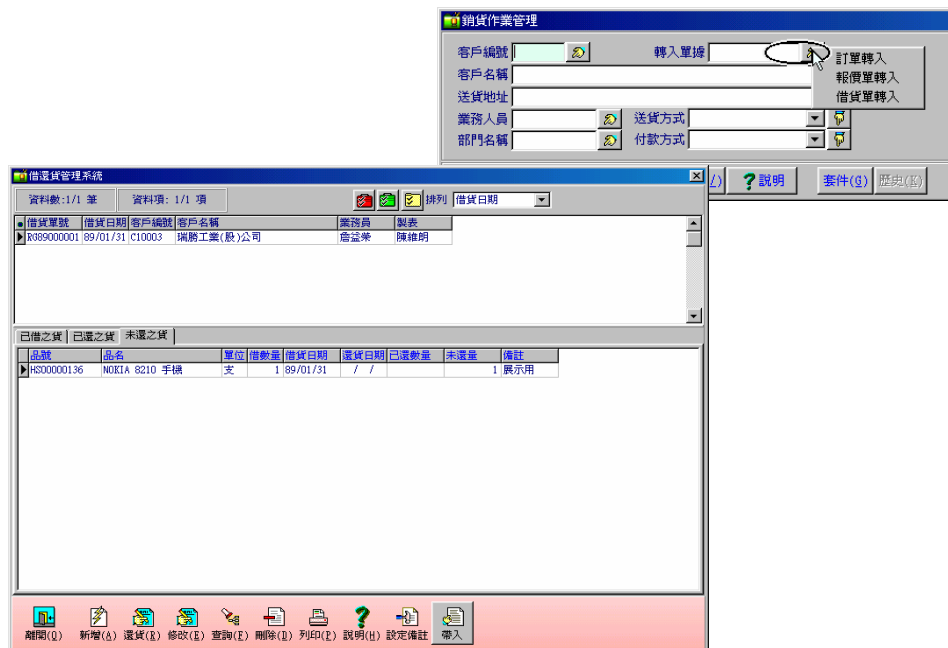 銷貨作業管理
客戶編號 轉入單據
訂單轉入
報價單轉入
借貨單轉入
客戶名稱
送貨地址
業務人員 送貨方式
部門名稱 付款方式
?說明 套件(G) 歷史(K)
借還貨管理系統
資料數:1/1 筆 資料項: 1/1 項 排列 借貨日期
借貨單號 借貨日期 客戶編號 客戶名稱 業務員 製表
RG89000001 89/01/31 C10003 瑞勝工業(股)公司 詹益榮 陳維朗
已借之貨 已還之貨 未還之貨
品號 品名 單位 借數量 借貨日期 還貨日期 已還數量 未還量 備註
HS00000136 NOKIA 8210 手機 支 1 89/01/31 / / 1 展示用
離開(Q) 新增(A) 還貨(R) 修改(E) 查詢(F) 刪除(D) 列印(P) 說明(H) 設定備註 帶入